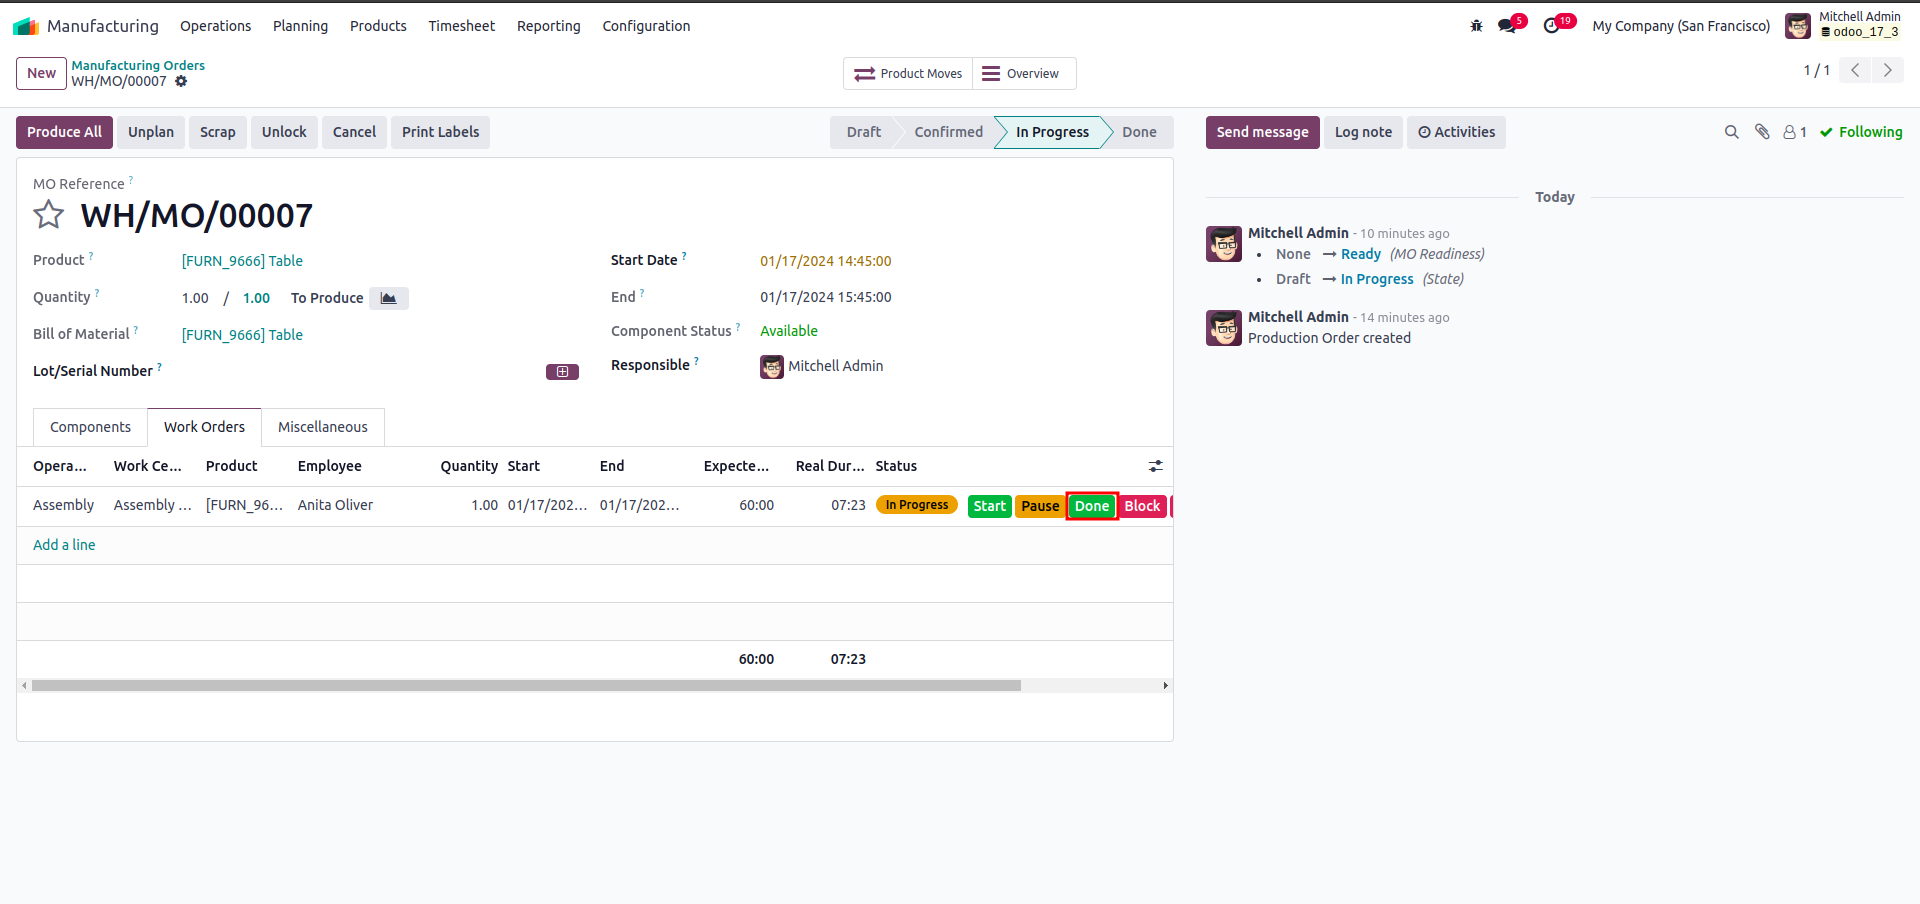 Manufacturing Operations Planning Products Timesheet Reporting Configuration 5 19 My Company (San Francisco) Mitchell Admin
odoo_17_3
New Manufacturing Orders
WH/MO/00007
Product Moves Overview 1 / 1
Produce All Unplan Scrap Unlock Cancel Print Labels Draft Confirmed In Progress Done
Send message Log note Activities 1 Following
MO Reference ?
WH/MO/00007
Product ? [FURN_9666] Table
Quantity ? 1.00 / 1.00 To Produce
Bill of Material ? [FURN_9666] Table
Lot/Serial Number ?
Start Date ? 01/17/2024 14:45:00
End ? 01/17/2024 15:45:00
Component Status ? Available
Responsible ? Mitchell Admin
Components Work Orders Miscellaneous
Opera... Work Ce... Product Employee Quantity Start End Expecte... Real Dur... Status
Assembly Assembly ... [FURN_96... Anita Oliver 1.00 01/17/202... 01/17/202... 60:00 07:23 In Progress Start Pause Done Block
Add a line
60:00 07:23
Today
Mitchell Admin - 10 minutes ago
• None → Ready (MO Readiness)
• Draft → In Progress (State)
Mitchell Admin - 14 minutes ago
Production Order created